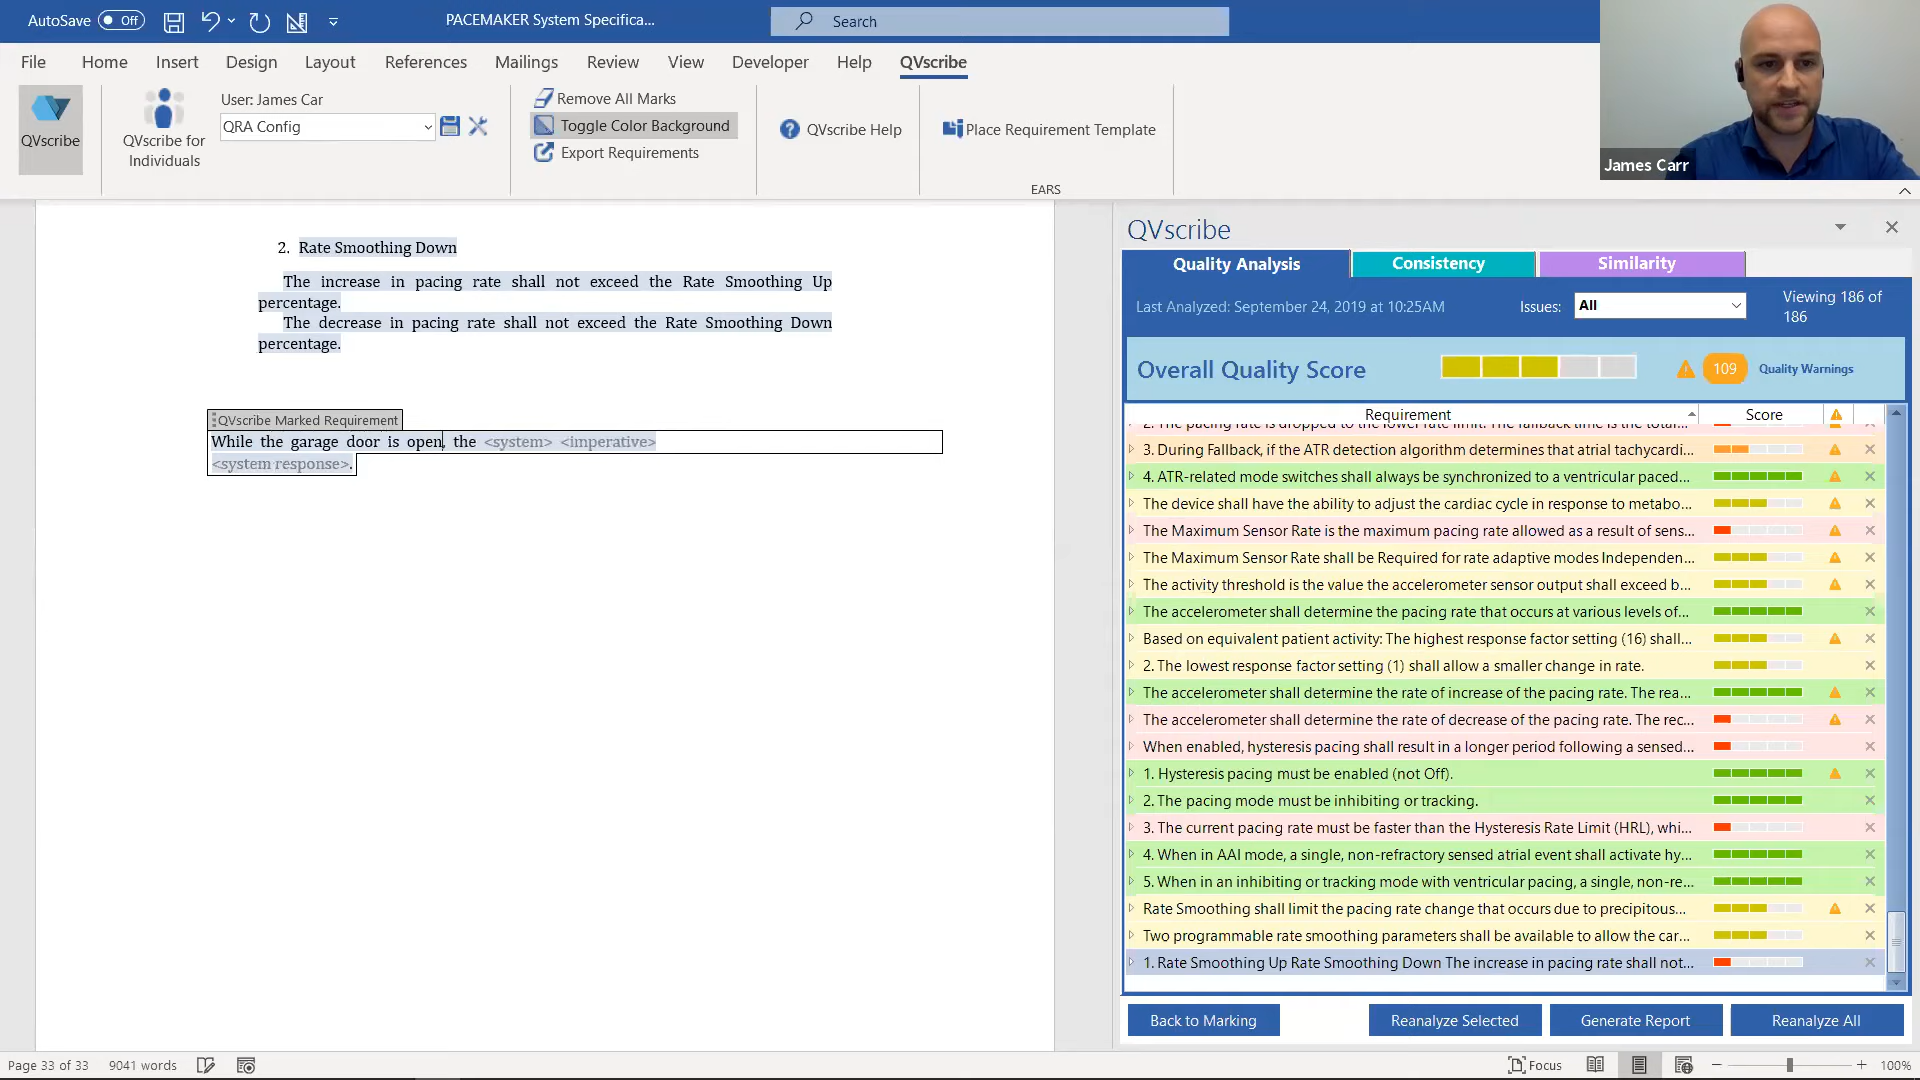 AutoSave Off
PACEMAKER System Specifica...
Search
File Home Insert Design Layout References Mailings Review View Developer Help QVscribe
QVscribe
QVscribe for
Individuals
User: James Car
QRA Config
Remove All Marks
Toggle Color Background
Export Requirements
QVscribe Help
Place Requirement Template
EARS
James Carr
2. Rate Smoothing Down
The increase in pacing rate shall not exceed the Rate Smoothing Up
percentage.
The decrease in pacing rate shall not exceed the Rate Smoothing Down
percentage.
QVscribe Marked Requirement
While the garage door is open, the <system> <imperative>
<system response>.
QVscribe
Quality Analysis Consistency Similarity
Last Analyzed: September 24, 2019 at 10:25AM
Issues: All
Viewing 186 of
186
Overall Quality Score
109 Quality Warnings
Requirement Score
2. The pacing rate is dropped to the lower rate limit. The fallback time is the total...
3. During Fallback, if the ATR detection algorithm determines that atrial tachycardi...
4. ATR-related mode switches shall always be synchronized to a ventricular paced...
The device shall have the ability to adjust the cardiac cycle in response to metabo...
The Maximum Sensor Rate is the maximum pacing rate allowed as a result of sens...
The Maximum Sensor Rate shall be Required for rate adaptive modes Independen...
The activity threshold is the value the accelerometer sensor output shall exceed b...
The accelerometer shall determine the pacing rate that occurs at various levels of...
Based on equivalent patient activity: The highest response factor setting (16) shall...
2. The lowest response factor setting (1) shall allow a smaller change in rate.
The accelerometer shall determine the rate of increase of the pacing rate. The rea...
The accelerometer shall determine the rate of decrease of the pacing rate. The rec...
When enabled, hysteresis pacing shall result in a longer period following a sensed...
1. Hysteresis pacing must be enabled (not Off).
2. The pacing mode must be inhibiting or tracking.
3. The current pacing rate must be faster than the Hysteresis Rate Limit (HRL), whi...
4. When in AAI mode, a single, non-refractory sensed atrial event shall activate hy...
5. When in an inhibiting or tracking mode with ventricular pacing, a single, non-re...
Rate Smoothing shall limit the pacing rate change that occurs due to precipitous...
Two programmable rate smoothing parameters shall be available to allow the car...
1. Rate Smoothing Up Rate Smoothing Down The increase in pacing rate shall not...
Back to Marking Reanalyze Selected Generate Report Reanalyze All
Page 33 of 33 9041 words
Focus
100%